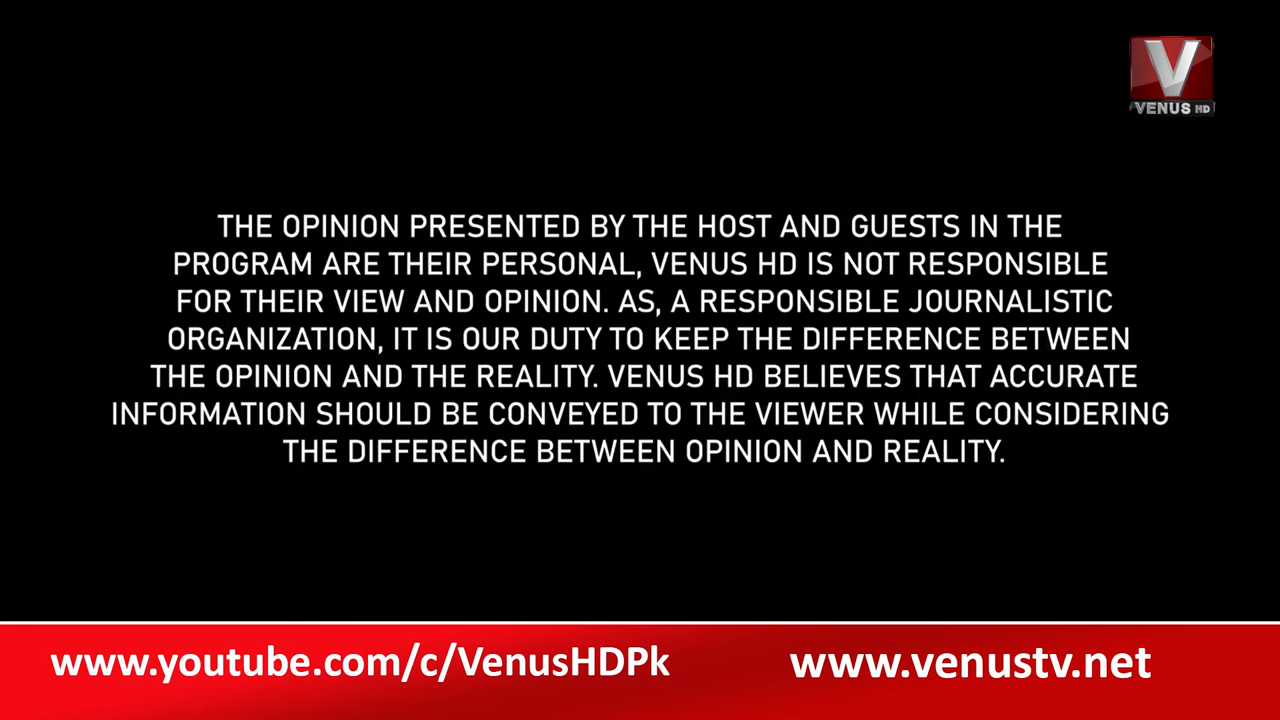 V
VENUS HD
THE OPINION PRESENTED BY THE HOST AND GUESTS IN THE
PROGRAM ARE THEIR PERSONAL, VENUS HD IS NOT RESPONSIBLE
FOR THEIR VIEW AND OPINION. AS, A RESPONSIBLE JOURNALISTIC
ORGANIZATION, IT IS OUR DUTY TO KEEP THE DIFFERENCE BETWEEN
THE OPINION AND THE REALITY. VENUS HD BELIEVES THAT ACCURATE
INFORMATION SHOULD BE CONVEYED TO THE VIEWER WHILE CONSIDERING
THE DIFFERENCE BETWEEN OPINION AND REALITY.
www.youtube.com/c/VenusHDPk www.venustv.net